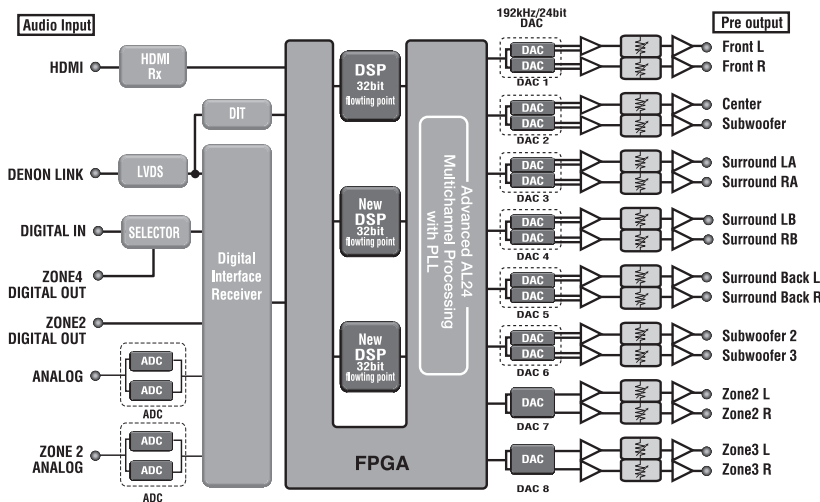 Audio Input
192kHz/24bit
DAC
Pre output
HDMI
HDMI
Rx
DSP
32bit
flowting point
DAC
DAC
DAC 1
Front L
Front R
DIT
DENON LINK
LVDS
DAC
DAC
DAC 2
Center
Subwoofer
DAC
DAC
DAC 3
Surround LA
Surround RA
DIGITAL IN
SELECTOR
ZONE4
DIGITAL OUT
ZONE2
DIGITAL OUT
Digital
Interface
Receiver
New
DSP
32bit
flowting point
Advanced AL24
Multichannel Processing
with PLL
DAC
DAC
DAC 4
Surround LB
Surround RB
DAC
DAC
DAC 5
Surround Back L
Surround Back R
ANALOG
ADC
ADC
ADC
New
DSP
32bit
flowting point
DAC
DAC
DAC 6
Subwoofer 2
Subwoofer 3
DAC
DAC 7
Zone2 L
Zone2 R
ZONE 2
ANALOG
ADC
ADC
ADC
FPGA
DAC
DAC 8
Zone3 L
Zone3 R